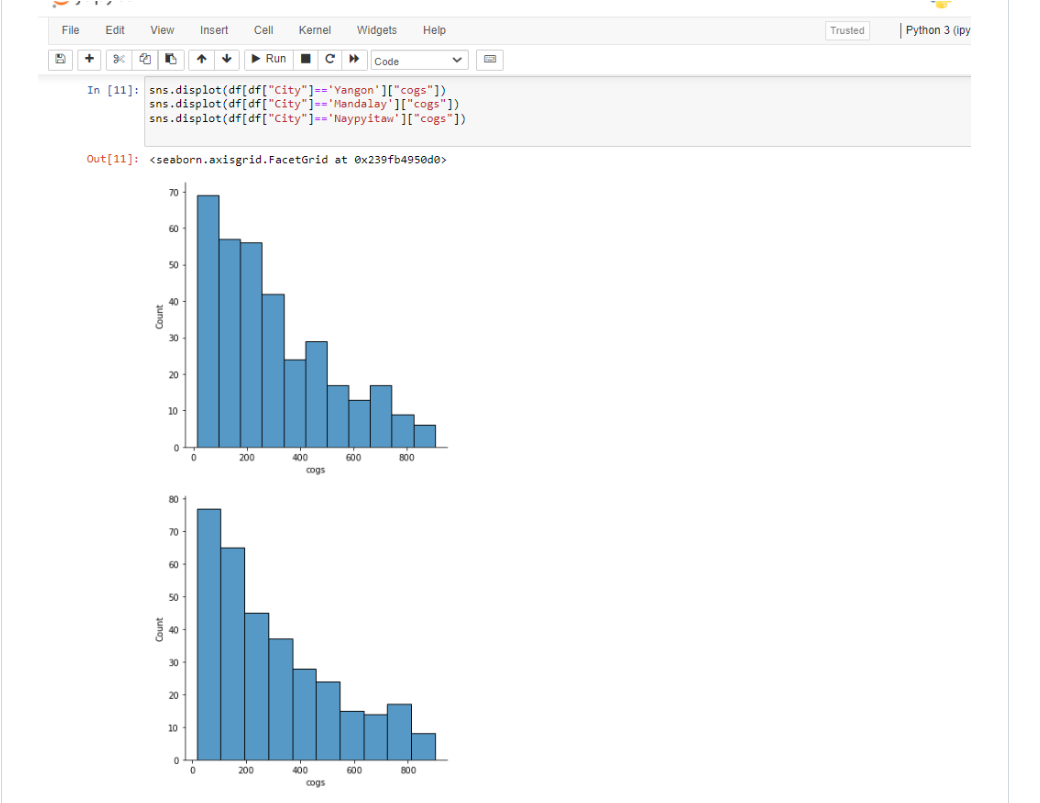 File Edit View Insert Cell Kernel Widgets Help Trusted Python 3 (ipy
Run Code
In [11]: sns.displot(df[df["City"]=='Yangon']["cogs"])
sns.displot(df[df["City"]=='Mandalay']["cogs"])
sns.displot(df[df["City"]=='Naypyitaw']["cogs"])
Out[11]: <seaborn.axisgrid.FacetGrid at 0x239fb4950d0>
70
60
50
40
30
20
10
0
Count
0 200 400 600 800
cogs
80
70
60
50
40
30
20
10
0
Count
0 200 400 600 800
cogs